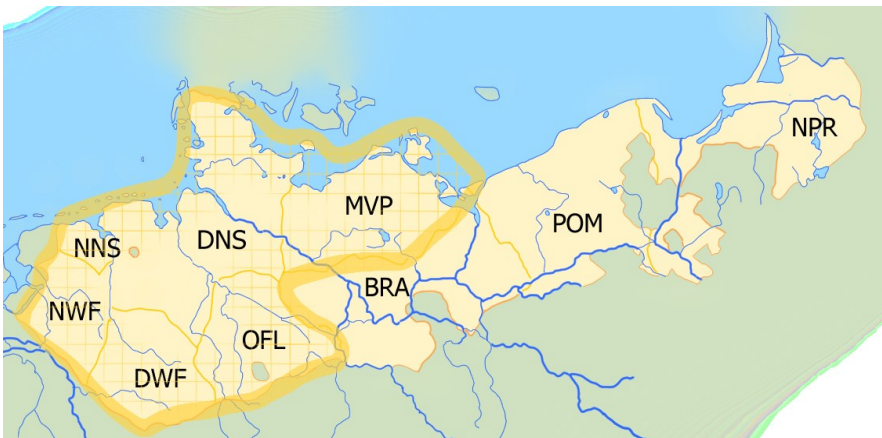 NPR
MVP
POM
DNS
NNS
BRA
NWF
OFL
DWF